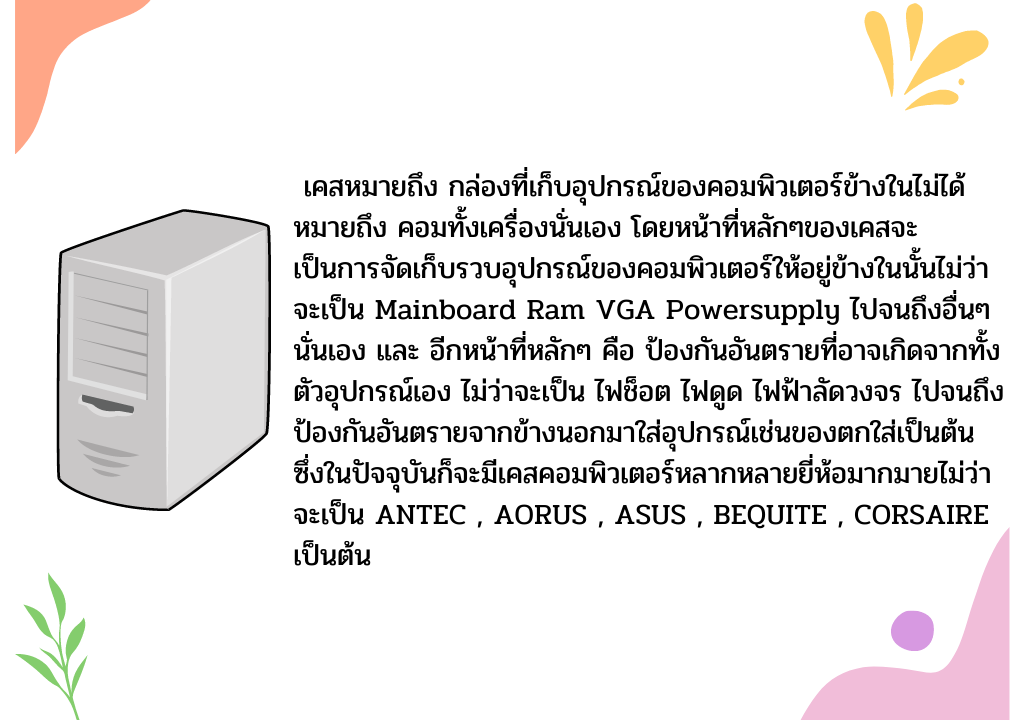 เคสหมายถึง กล่องที่เก็บอุปกรณ์ของคอมพิวเตอร์ข้างในไม่ได้
หมายถึง คอมทั้งเครื่องนั่นเอง โดยหน้าที่หลักๆของเคสจะ
เป็นการจัดเก็บรวบอุปกรณ์ของคอมพิวเตอร์ให้อยู่ข้างในนั้นไม่ว่า
จะเป็น Mainboard Ram VGA Powersupply ไปจนถึงอื่นๆ
นั่นเอง และ อีกหน้าที่หลักๆ คือ ป้องกันอันตรายที่อาจเกิดจากทั้ง
ตัวอุปกรณ์เอง ไม่ว่าจะเป็น ไฟช็อต ไฟดูด ไฟฟ้าลัดวงจร ไปจนถึง
ป้องกันอันตรายจากข้างนอกมาใส่อุปกรณ์เช่นของตกใส่เป็นต้น
ซึ่งในปัจจุบันก็จะมีเคสคอมพิวเตอร์หลากหลายยี่ห้อมากมายไม่ว่า
จะเป็น ANTEC , AORUS , ASUS , BEQUITE , CORSAIRE
เป็นต้น